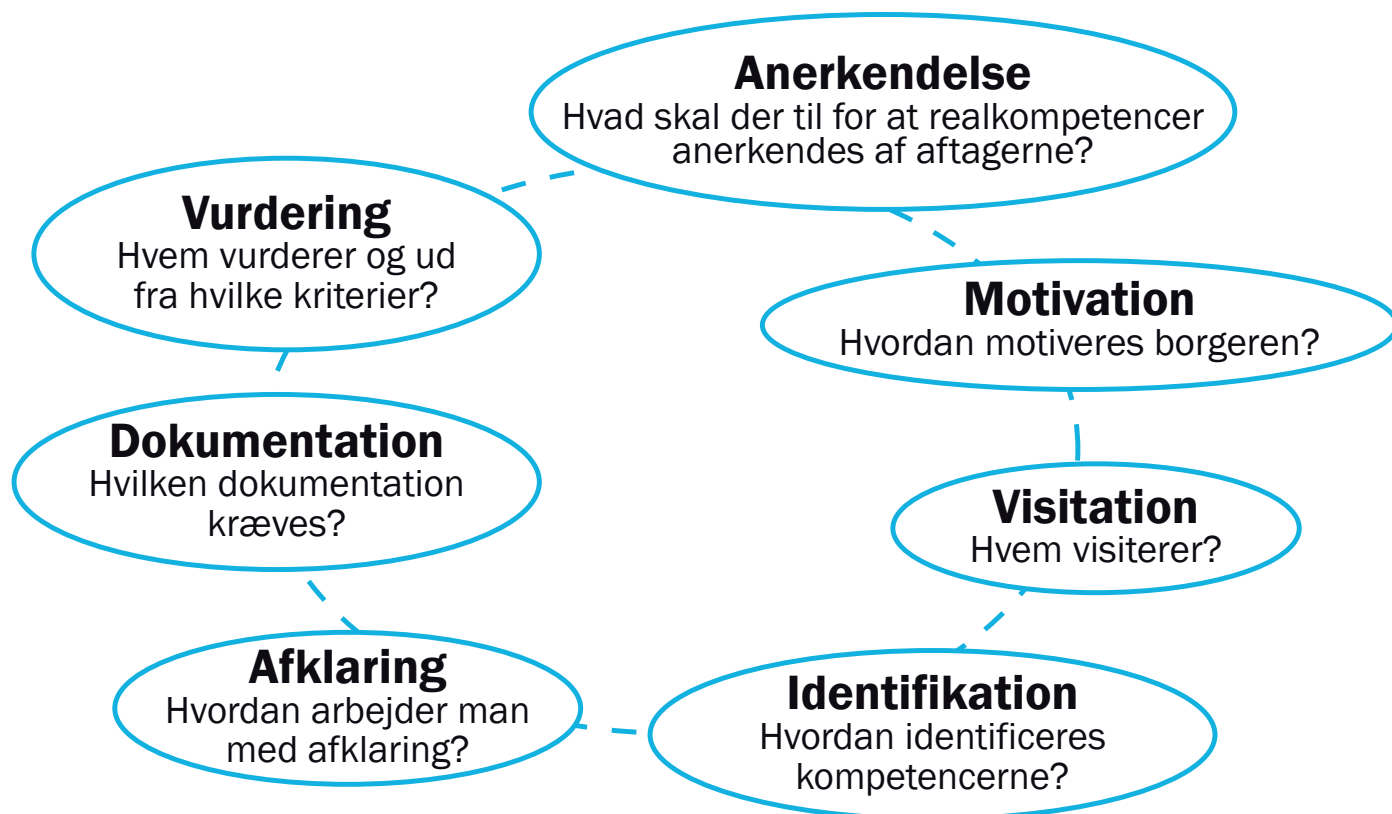 Anerkendelse
Hvad skal der til for at realkompetencer
anerkendes af aftagerne?
Vurdering
Hvem vurderer og ud
fra hvilke kriterier?
Motivation
Hvordan motiveres borgeren?
Dokumentation
Hvilken dokumentation
kræves?
Visitation
Hvem visiterer?
Afklaring
Hvordan arbejder man
med afklaring?
Identifikation
Hvordan identificeres
kompetencerne?